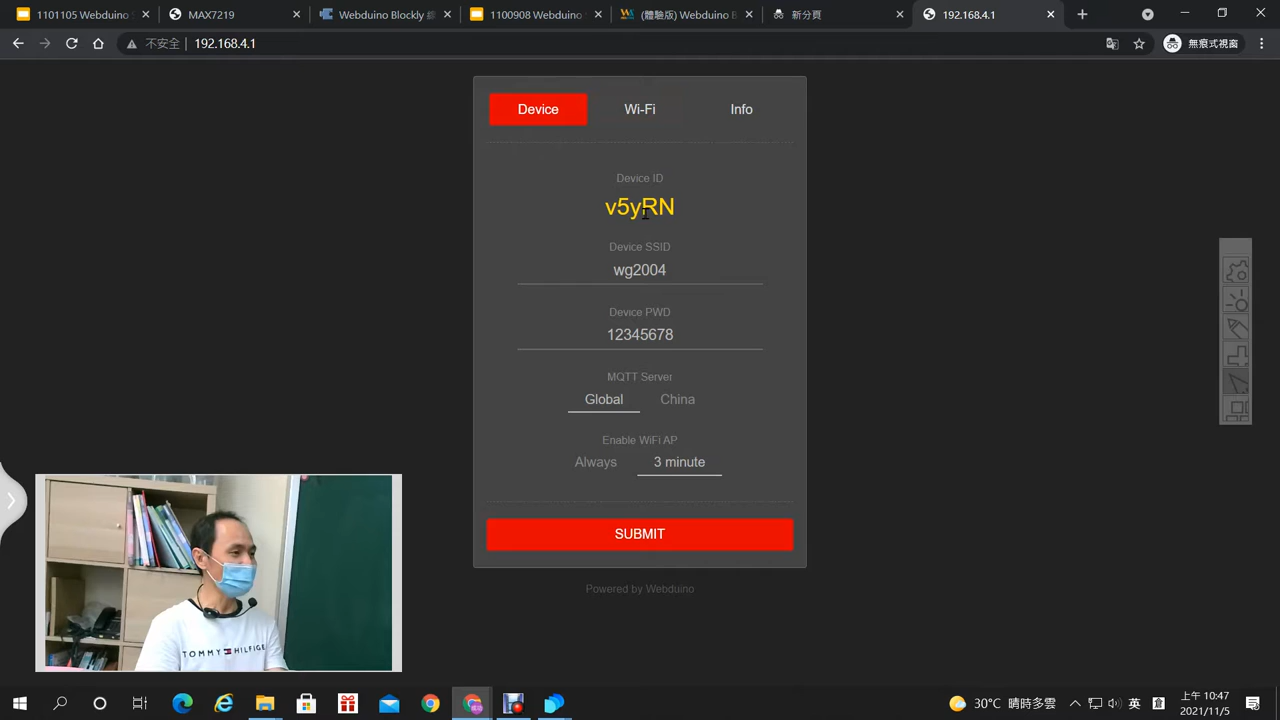 1101105 Webduino
MAX7219
Webduino Blockly
1100908 Webduino
(體驗版) Webduino B
新分頁
192.168.4.1
不安全 192.168.4.1
無痕式視窗
Device Wi-Fi Info
Device ID
v5yRN
Device SSID
wg2004
Device PWD
12345678
MQTT Server
Global China
Enable WiFi AP
Always 3 minute
SUBMIT
Powered by Webduino
TOMMY HILFIGER
30°C 晴時多雲
英
上午 10:47
2021/11/5